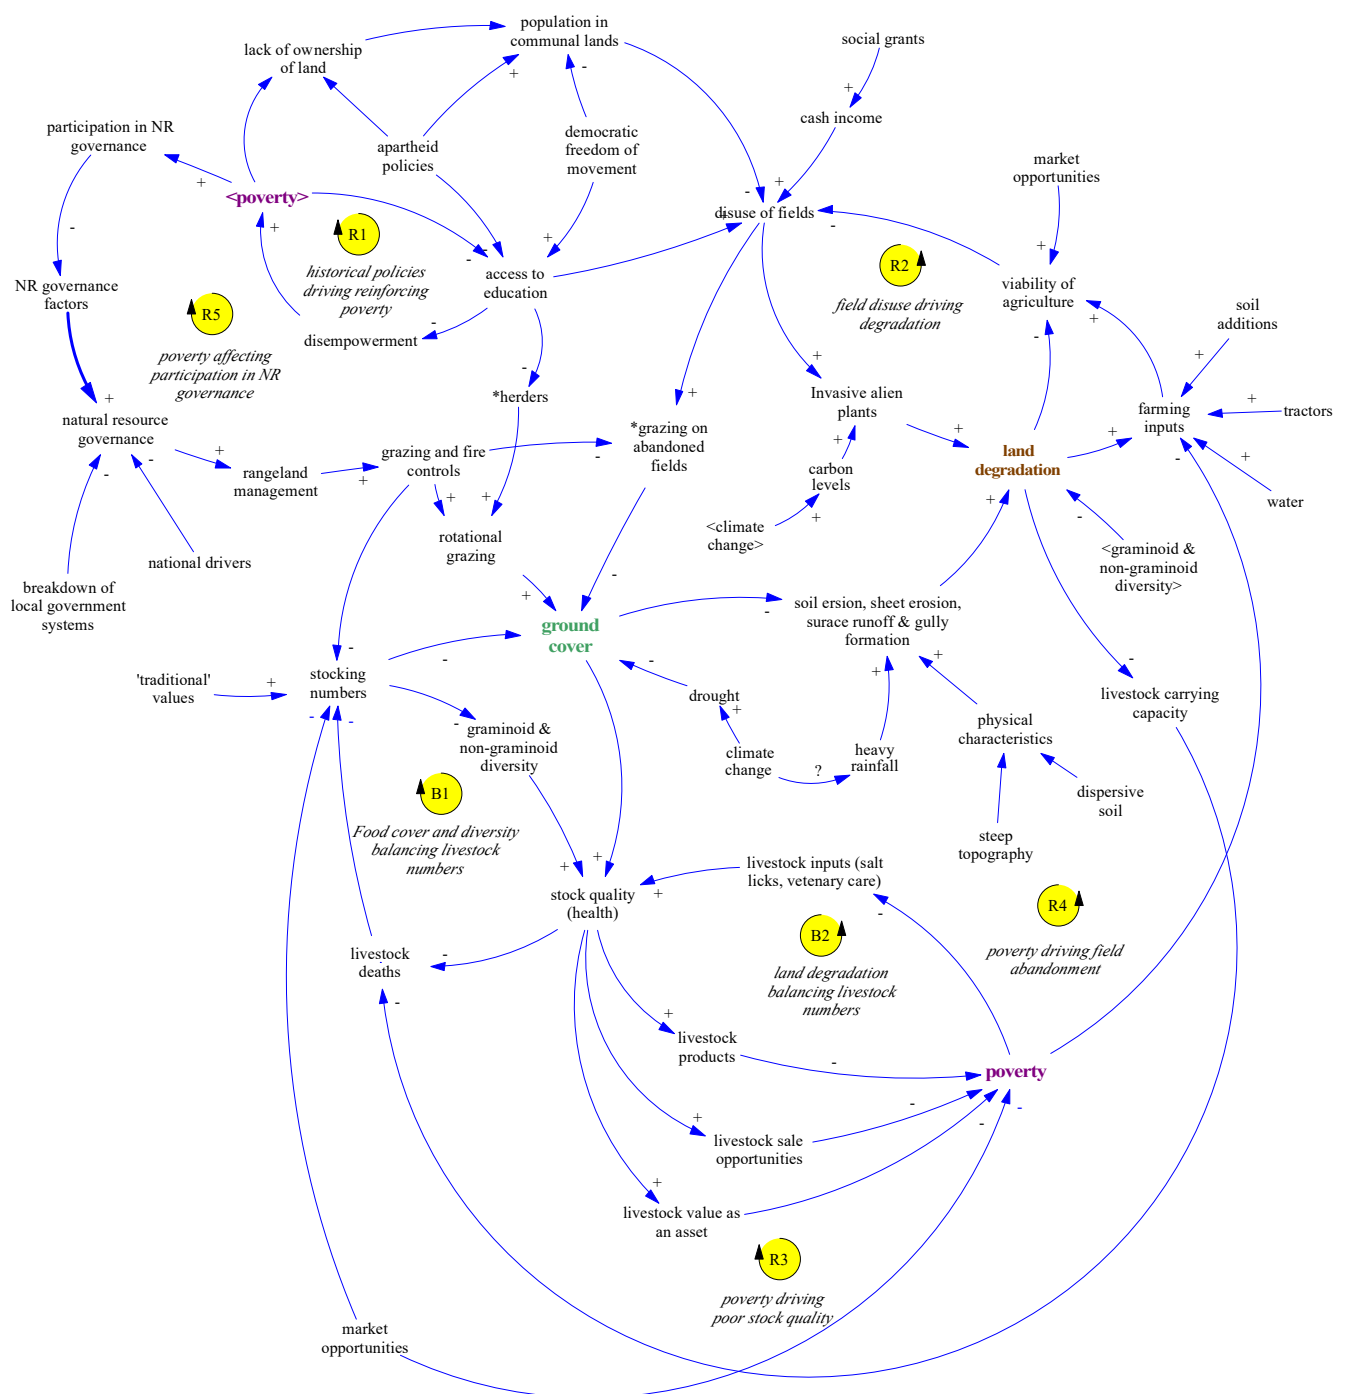 population in
communal lands
social grants
lack of ownership
of land
+
-
+
cash income
participation in NR
governance
apartheid
policies
democratic
freedom of
movement
market
opportunities
+
<poverty>
-
+
disuse of fields
+
-
-
+
R1
+
+
-
-
R2
historical policies
driving reinforcing
poverty
access to
education
field disuse driving
degradation
viability of
agriculture
NR governance
factors
R5
-
disempowerment
+
-
soil
additions
poverty affecting
participation in NR
governance
+
+
-
*herders
+
Invasive alien
plants
+
natural resource
governance
+
*grazing on
abandoned
fields
+
farming
inputs
+
tractors
-
-
+
grazing and fire
controls
-
+
+
land
degradation
+
-
+
rangeland
management
+
carbon
levels
water
+
+
+
+
rotational
grazing
<climate
change>
-
<graminoid &
non-graminoid
diversity>
national drivers
breakdown of
local government
systems
-
+
-
soil ersion, sheet erosion,
surace runoff & gully
formation
ground
cover
-
-
-
+
+
-
'traditional'
values
+
stocking
numbers
drought
livestock carrying
capacity
-
-
-
graminoid &
non-graminoid
diversity
+
physical
characteristics
climate
change
?
heavy
rainfall
B1
dispersive
soil
Food cover and diversity
balancing livestock
numbers
steep
topography
+
+
livestock inputs (salt
licks, vetenary care)
+
stock quality
(health)
-
R4
B2
poverty driving field
abandonment
-
livestock
deaths
land degradation
balancing livestock
numbers
-
+
livestock
products
-
poverty
-
-
-
+
livestock sale
opportunities
+
livestock value as
an asset
R3
poverty driving
poor stock quality
market
opportunities